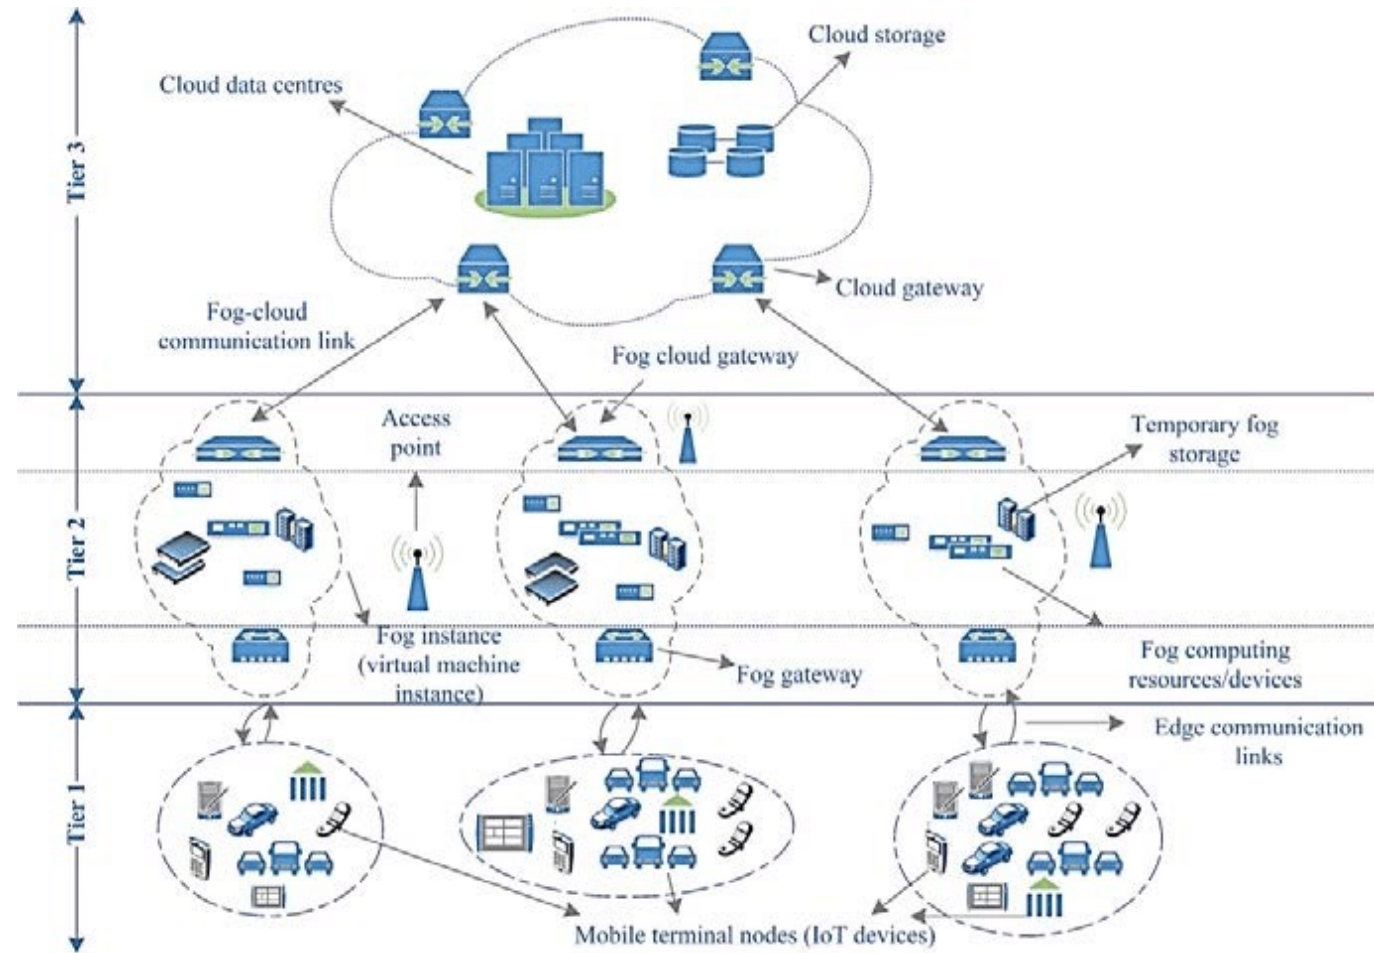 Cloud storage
Cloud data centres
Tier 3
Cloud gateway
Fog-cloud
communication link
Fog cloud gateway
Access
point
Temporary fog
storage
Tier 2
Fog instance
(virtual machine
instance)
Fog gateway
Fog computing
resources/devices
Edge communication
links
Tier 1
Mobile terminal nodes (IoT devices)